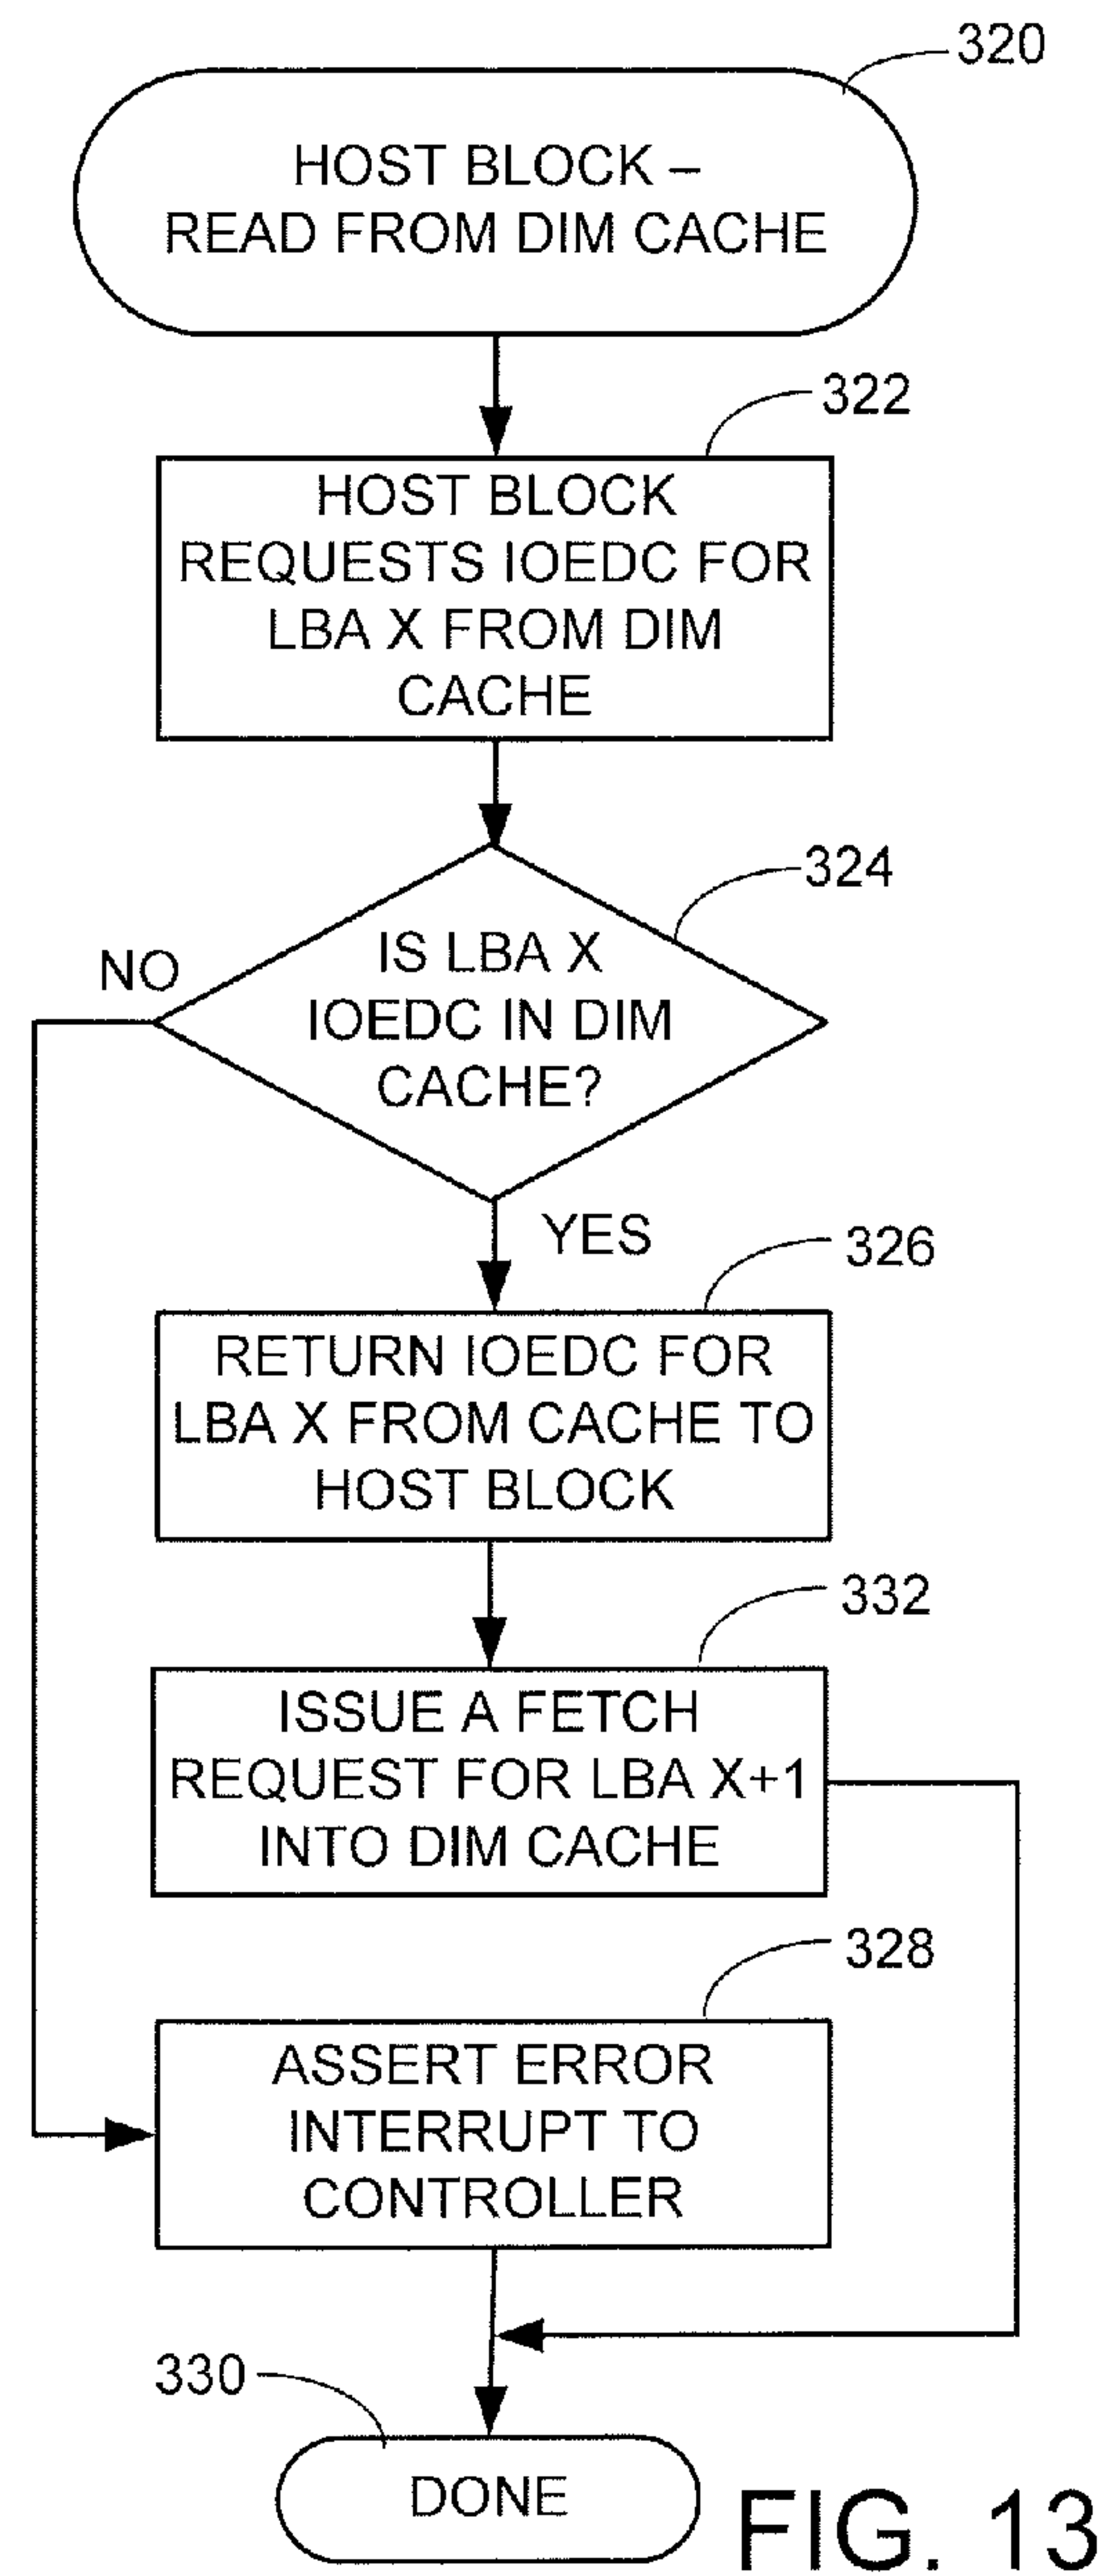 320
HOST BLOCK –
READ FROM DIM CACHE
322
HOST BLOCK
REQUESTS IOEDC FOR
LBA X FROM DIM
CACHE
324
NO
IS LBA X
IOEDC IN DIM
CACHE?
YES
326
RETURN IOEDC FOR
LBA X FROM CACHE TO
HOST BLOCK
332
ISSUE A FETCH
REQUEST FOR LBA X+1
INTO DIM CACHE
328
ASSERT ERROR
INTERRUPT TO
CONTROLLER
330
DONE
FIG. 13